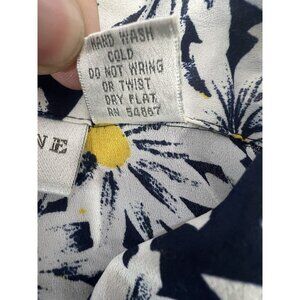 HAND WASH
COLD
DO NOT WRING
OR TWIST
DRY FLAT.
RN 54867
NE